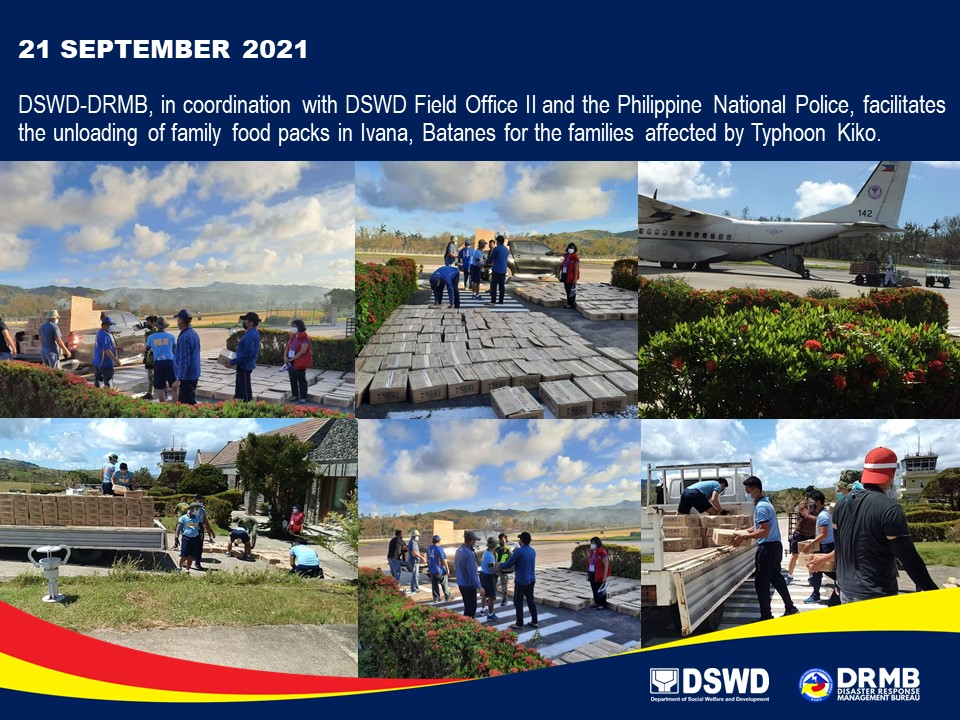 21 SEPTEMBER 2021
DSWD-DRMB, in coordination with DSWD Field Office II and the Philippine National Police, facilitates
the unloading of family food packs in Ivana, Batanes for the families affected by Typhoon Kiko.
142
DSWD
Department of Social Welfare and Development
DRMB
DISASTER RESPONSE
MANAGEMENT BUREAU